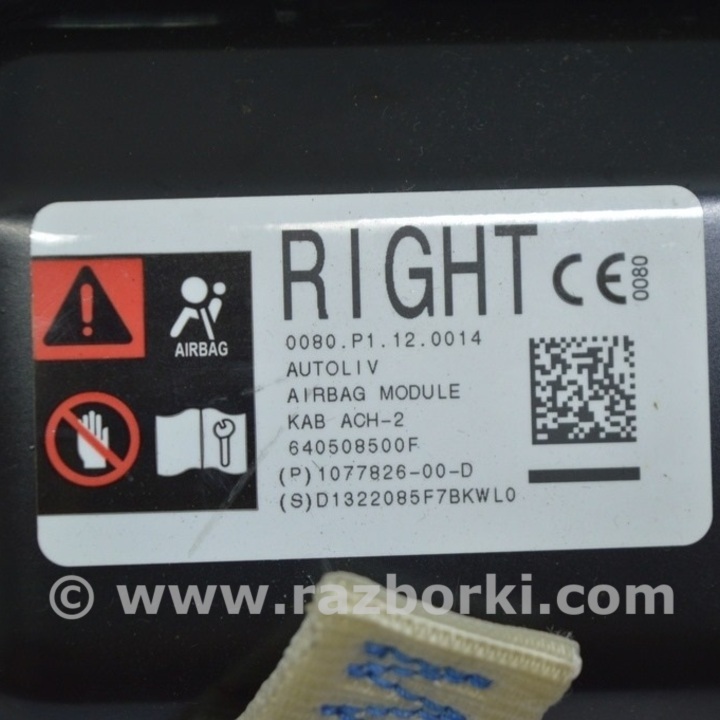 RIGHT CE 0080
0080.P1.12.0014
AUTOLIV
AIRBAG MODULE
KAB ACH-2
640508500F
(P)1077826-00-D
(S)D1322085F7BKWL0
AIRBAG
© www.razborki.com